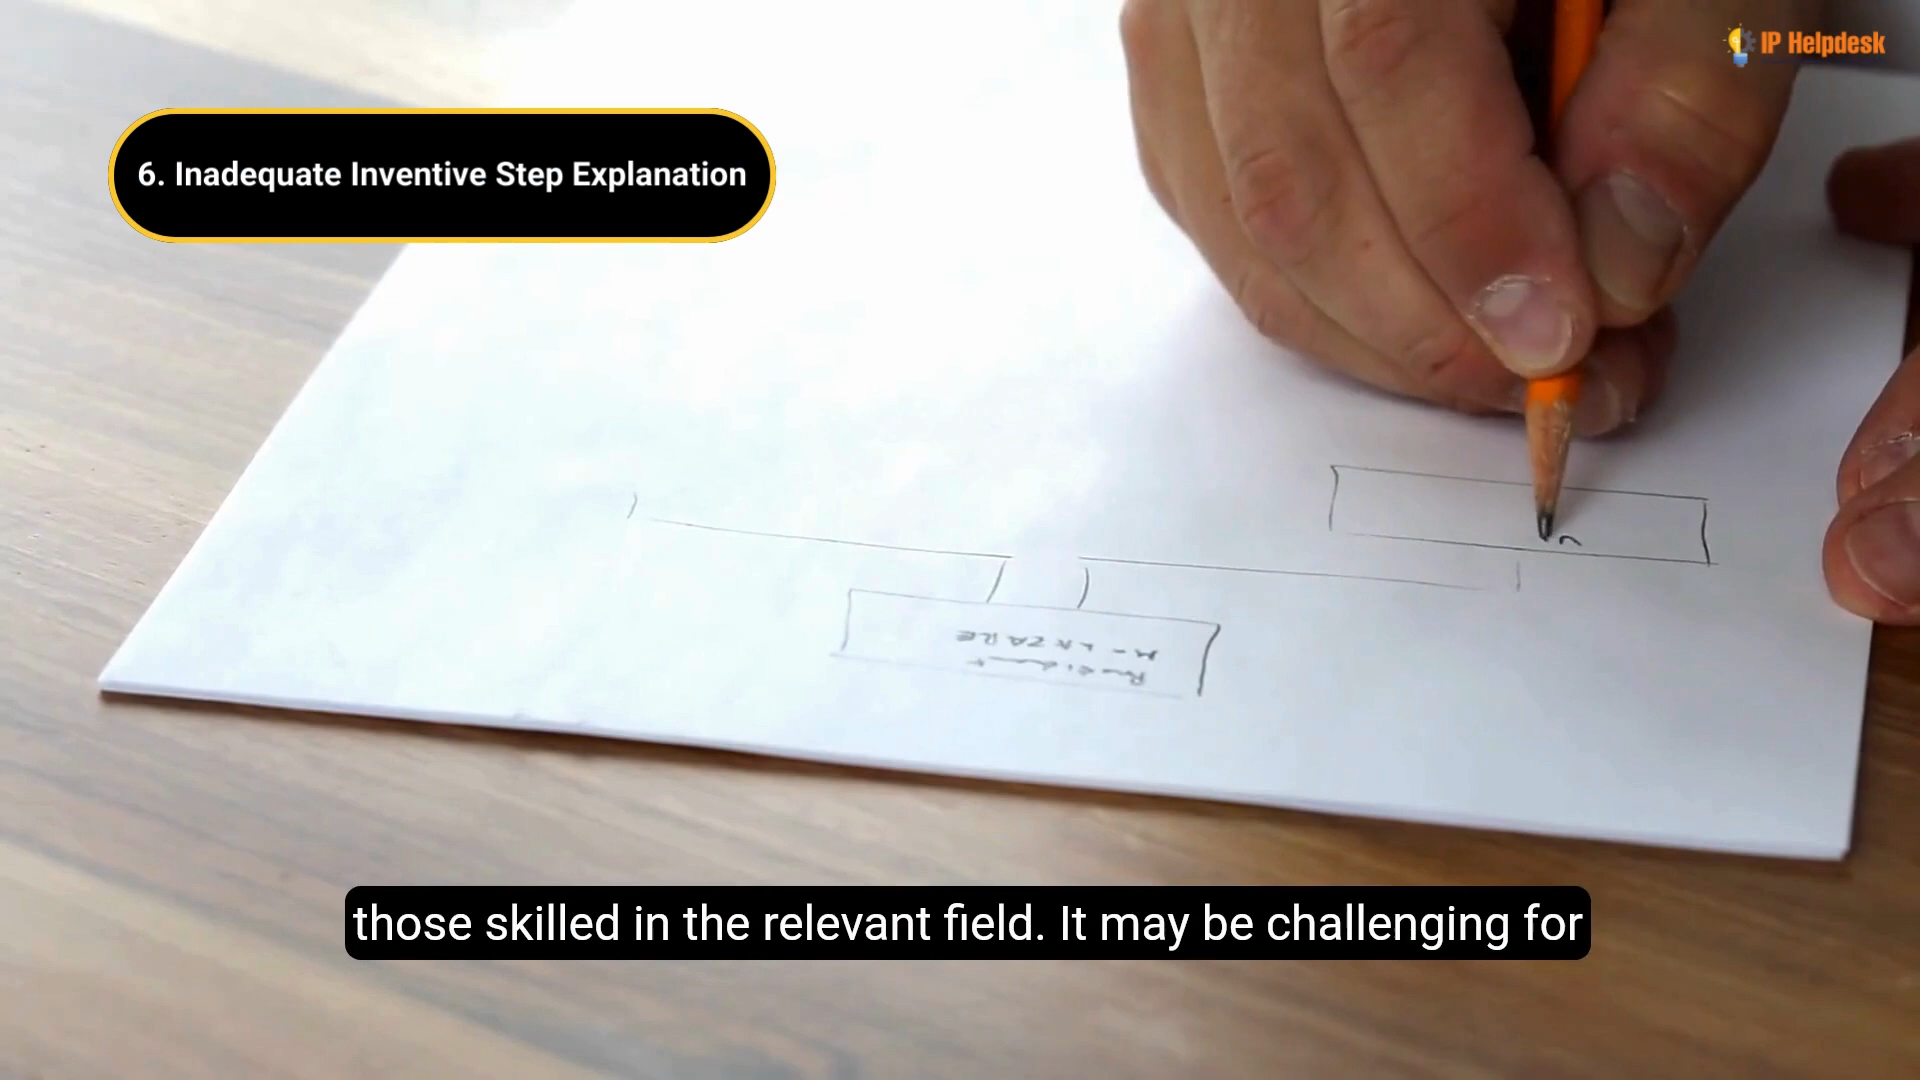 IP Helpdesk
6. Inadequate Inventive Step Explanation
those skilled in the relevant field. It may be challenging for